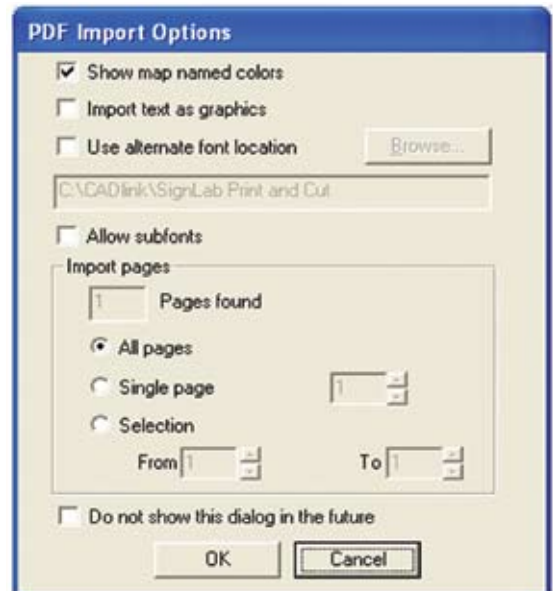 PDF Import Options
Show map named colors
Import text as graphics
Use alternate font location Browse...
C:\CADlink\SignLab Print and Cut
Allow subfonts
Import pages
1 Pages found
All pages
Single page 1
Selection
From 1 To 1
Do not show this dialog in the future
OK Cancel